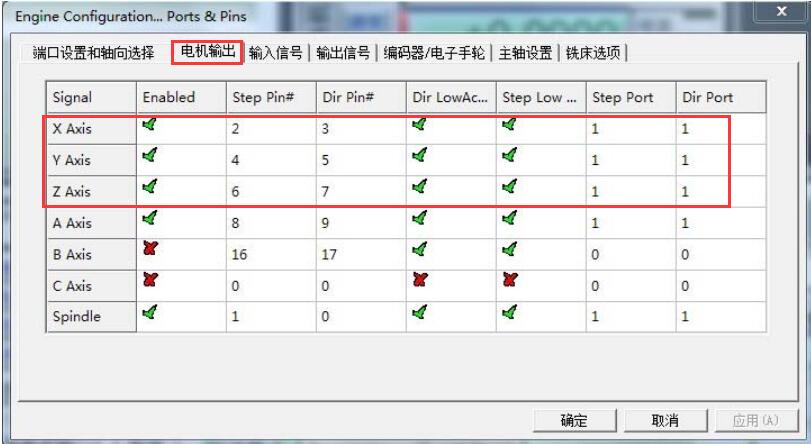 Engine Configuration... Ports & Pins
端口设置和轴向选择 电机输出 输入信号 输出信号 编码器/电子手轮 主轴设置 铣床选项
Signal Enabled Step Pin# Dir Pin# Dir LowAc... Step Low ... Step Port Dir Port
X Axis 2 3 1 1
Y Axis 4 5 1 1
Z Axis 6 7 1 1
A Axis 8 9 1 1
B Axis 16 17 0 0
C Axis 0 0 0 0
Spindle 1 0 1 1
确定 取消 应用(A)